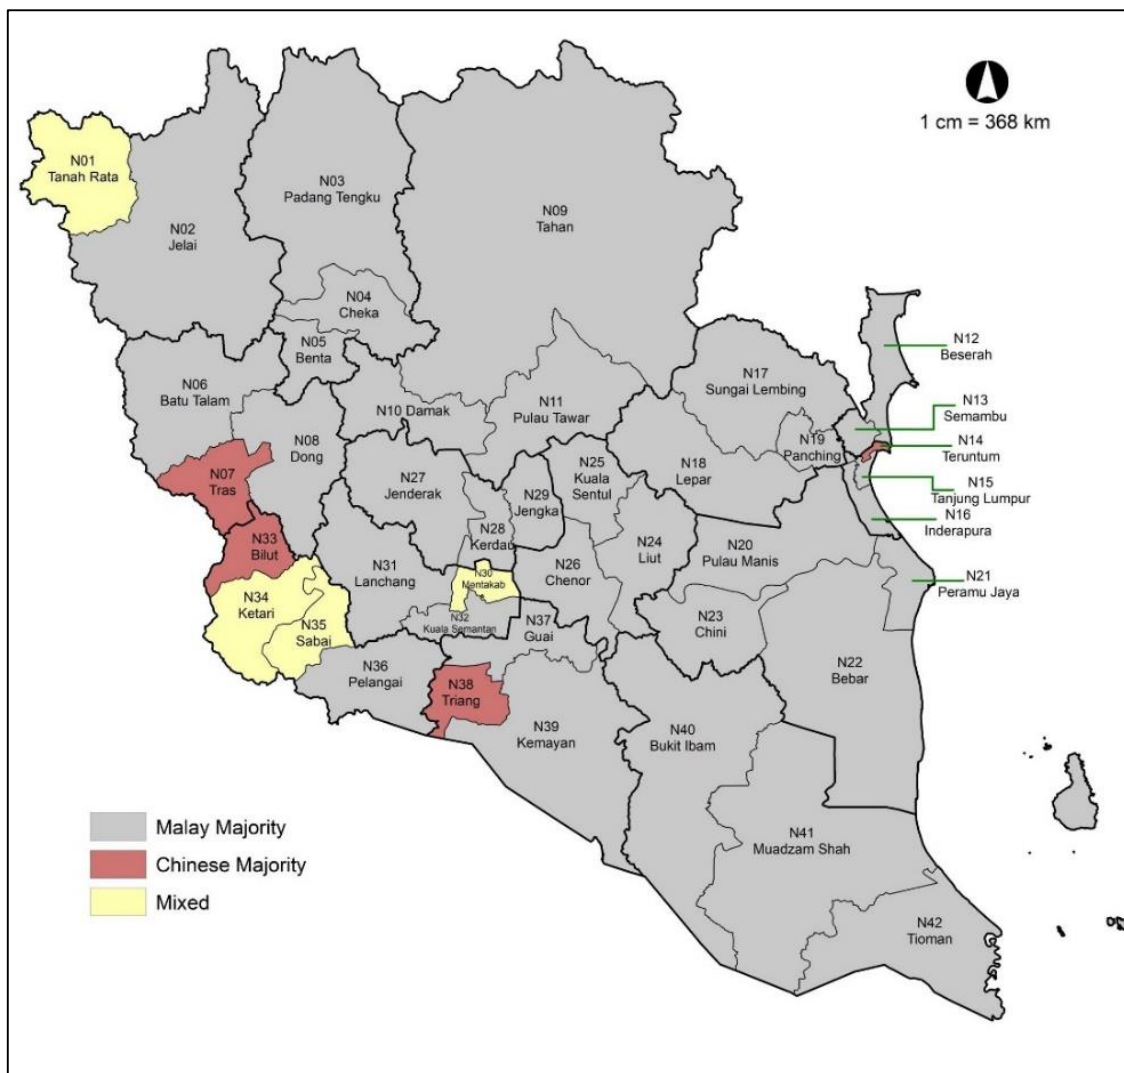 1 cm = 368 km
N01
Tanah Rata
N02
Jelai
N03
Padang Tengku
N04
Cheka
N05
Benta
N06
Batu Talam
N07
Tras
N08
Dong
N09
Tahan
N10 Damak
N11
Pulau Tawar
N12
Beserah
N13
Semambu
N14
Teruntum
N15
Tanjung Lumpur
N16
Inderapura
N17
Sungai Lembing
N18
Lepar
N19
Panching
N20
Pulau Manis
N21
Peramu Jaya
N22
Bebar
N23
Chini
N24
Liut
N25
Kuala
Sentul
N26
Chenor
N27
Jenderak
N28
Kerdau
N29
Jengka
N30
Mentakab
N31
Lanchang
N32
Kuala Semantan
N33
Bilut
N34
Ketari
N35
Sabai
N36
Pelangai
N37
Guai
N38
Triang
N39
Kemayan
N40
Bukit Ibam
N41
Muadzam Shah
N42
Tioman
Malay Majority
Chinese Majority
Mixed